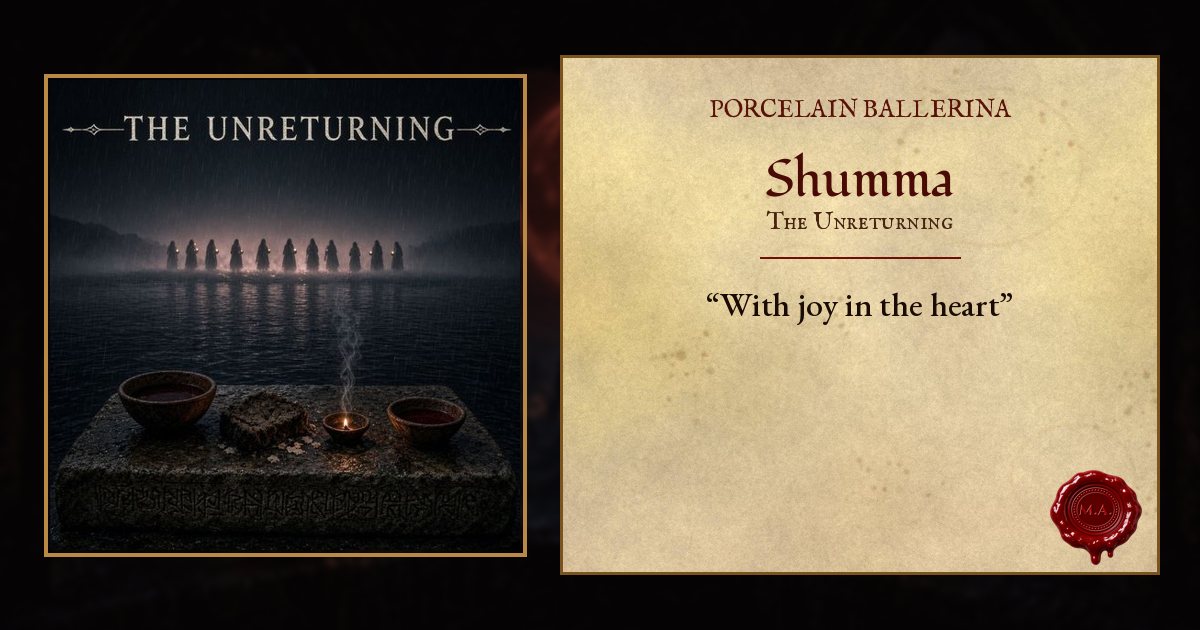 THE UNRETURNING
PORCELAIN BALLERINA
Shumma
The Unreturning
“With joy in the heart”
M.A.